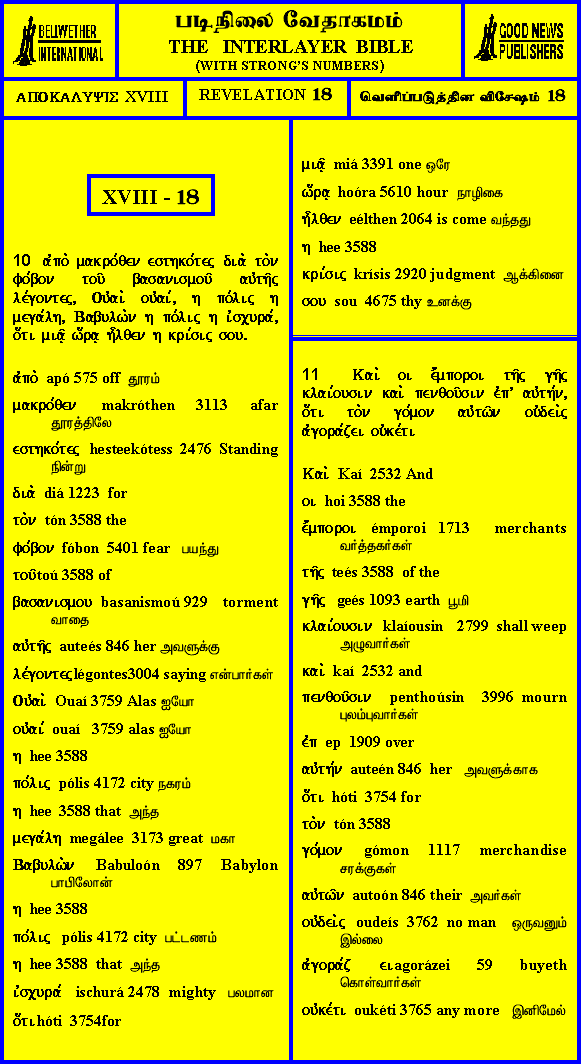 BELLWETHER
INTERNATIONAL
படிநிலை வேதாகமம்
THE INTERLAYER BIBLE
(WITH STRONG'S NUMBERS)
GOOD NEWS
PUBLISHERS
ΑΠΟΚΑΛΥΨΙΣ XVIII
REVELATION 18
வெளிப்படுத்தின விசேஷம் 18
XVIII - 18
10 ἀπὸ μακρόθεν εστηκότες διὰ τὸν
φόβον τοῦ βασανισμοῦ αὐτῆς
λέγοντες, Οὐαὶ οὐαί, η πόλις η
μεγάλη, Βαβυλὼν η πόλις η ἰσχυρά,
ὅτι μιᾷ ὥρᾳ ἦλθεν η κρίσις σου.
ἀπὸ apó 575 off தூரம்
μακρόθεν makróthen 3113 afar
தூரத்திலே
εστηκότες hesteekótess 2476 Standing
நின்று
διὰ diá 1223 for
τὸν tón 3588 the
φόβον fóbon 5401 fear பயந்து
τοῦtoú 3588 of
βασανισμου basanismoú 929 torment
வாதை
αὐτῆς auteés 846 her அவளுக்கு
λέγοντεςlégontes3004 saying என்பார்கள்
Οὐαὶ Ouaí 3759 Alas ஐயோ
οὐαί ouaí 3759 alas ஐயோ
η hee 3588
πόλις pólis 4172 city நகரம்
η hee 3588 that அந்த
μεγάλη megálee 3173 great மகா
Βαβυλὼν Babuloón 897 Babylon
பாபிலோன்
η hee 3588
πόλις pólis 4172 city பட்டணம்
η hee 3588 that அந்த
ἰσχυρά ischurá 2478 mighty பலமான
ὅτι hóti 3754for
μιᾷ miá 3391 one ஒரே
ὥρᾳ hoóra 5610 hour நாழிகை
ἦλθεν eélthen 2064 is come வந்தது
η hee 3588
κρίσις krísis 2920 judgment ஆக்கினை
σου sou 4675 thy உனக்கு
11 Καὶ οι ἔμποροι τῆς γῆς
κλαίουσιν καὶ πενθοῦσιν ἐπ' αὐτήν,
ὅτι τὸν γόμον αὐτῶν οὐδεὶς
ἀγοράζει οὐκέτι
Καὶ Kaí 2532 And
οι hoi 3588 the
ἔμποροι émporoi 1713 merchants
வர்த்தகர்கள்
τῆς teés 3588 of the
γῆς geés 1093 earth பூமி
κλαίουσιν klaíousin 2799 shall weep
அழுவார்கள்
καὶ kaí 2532 and
πενθοῦσιν penthoúsin 3996 mourn
புலம்புவார்கள்
ἐπ ep 1909 over
αὐτήν auteén 846 her அவளுக்காக
ὅτι hóti 3754 for
τὸν tón 3588
γόμον gómon 1117 merchandise
சரக்குகள்
αὐτῶν autoón 846 their அவர்கள்
οὐδεὶς oudeís 3762 no man ஒருவனும்
இல்லை
ἀγοράζ ειagorázei 59 buyeth
கொள்வார்கள்
οὐκέτι oukéti 3765 any more இனிமேல்